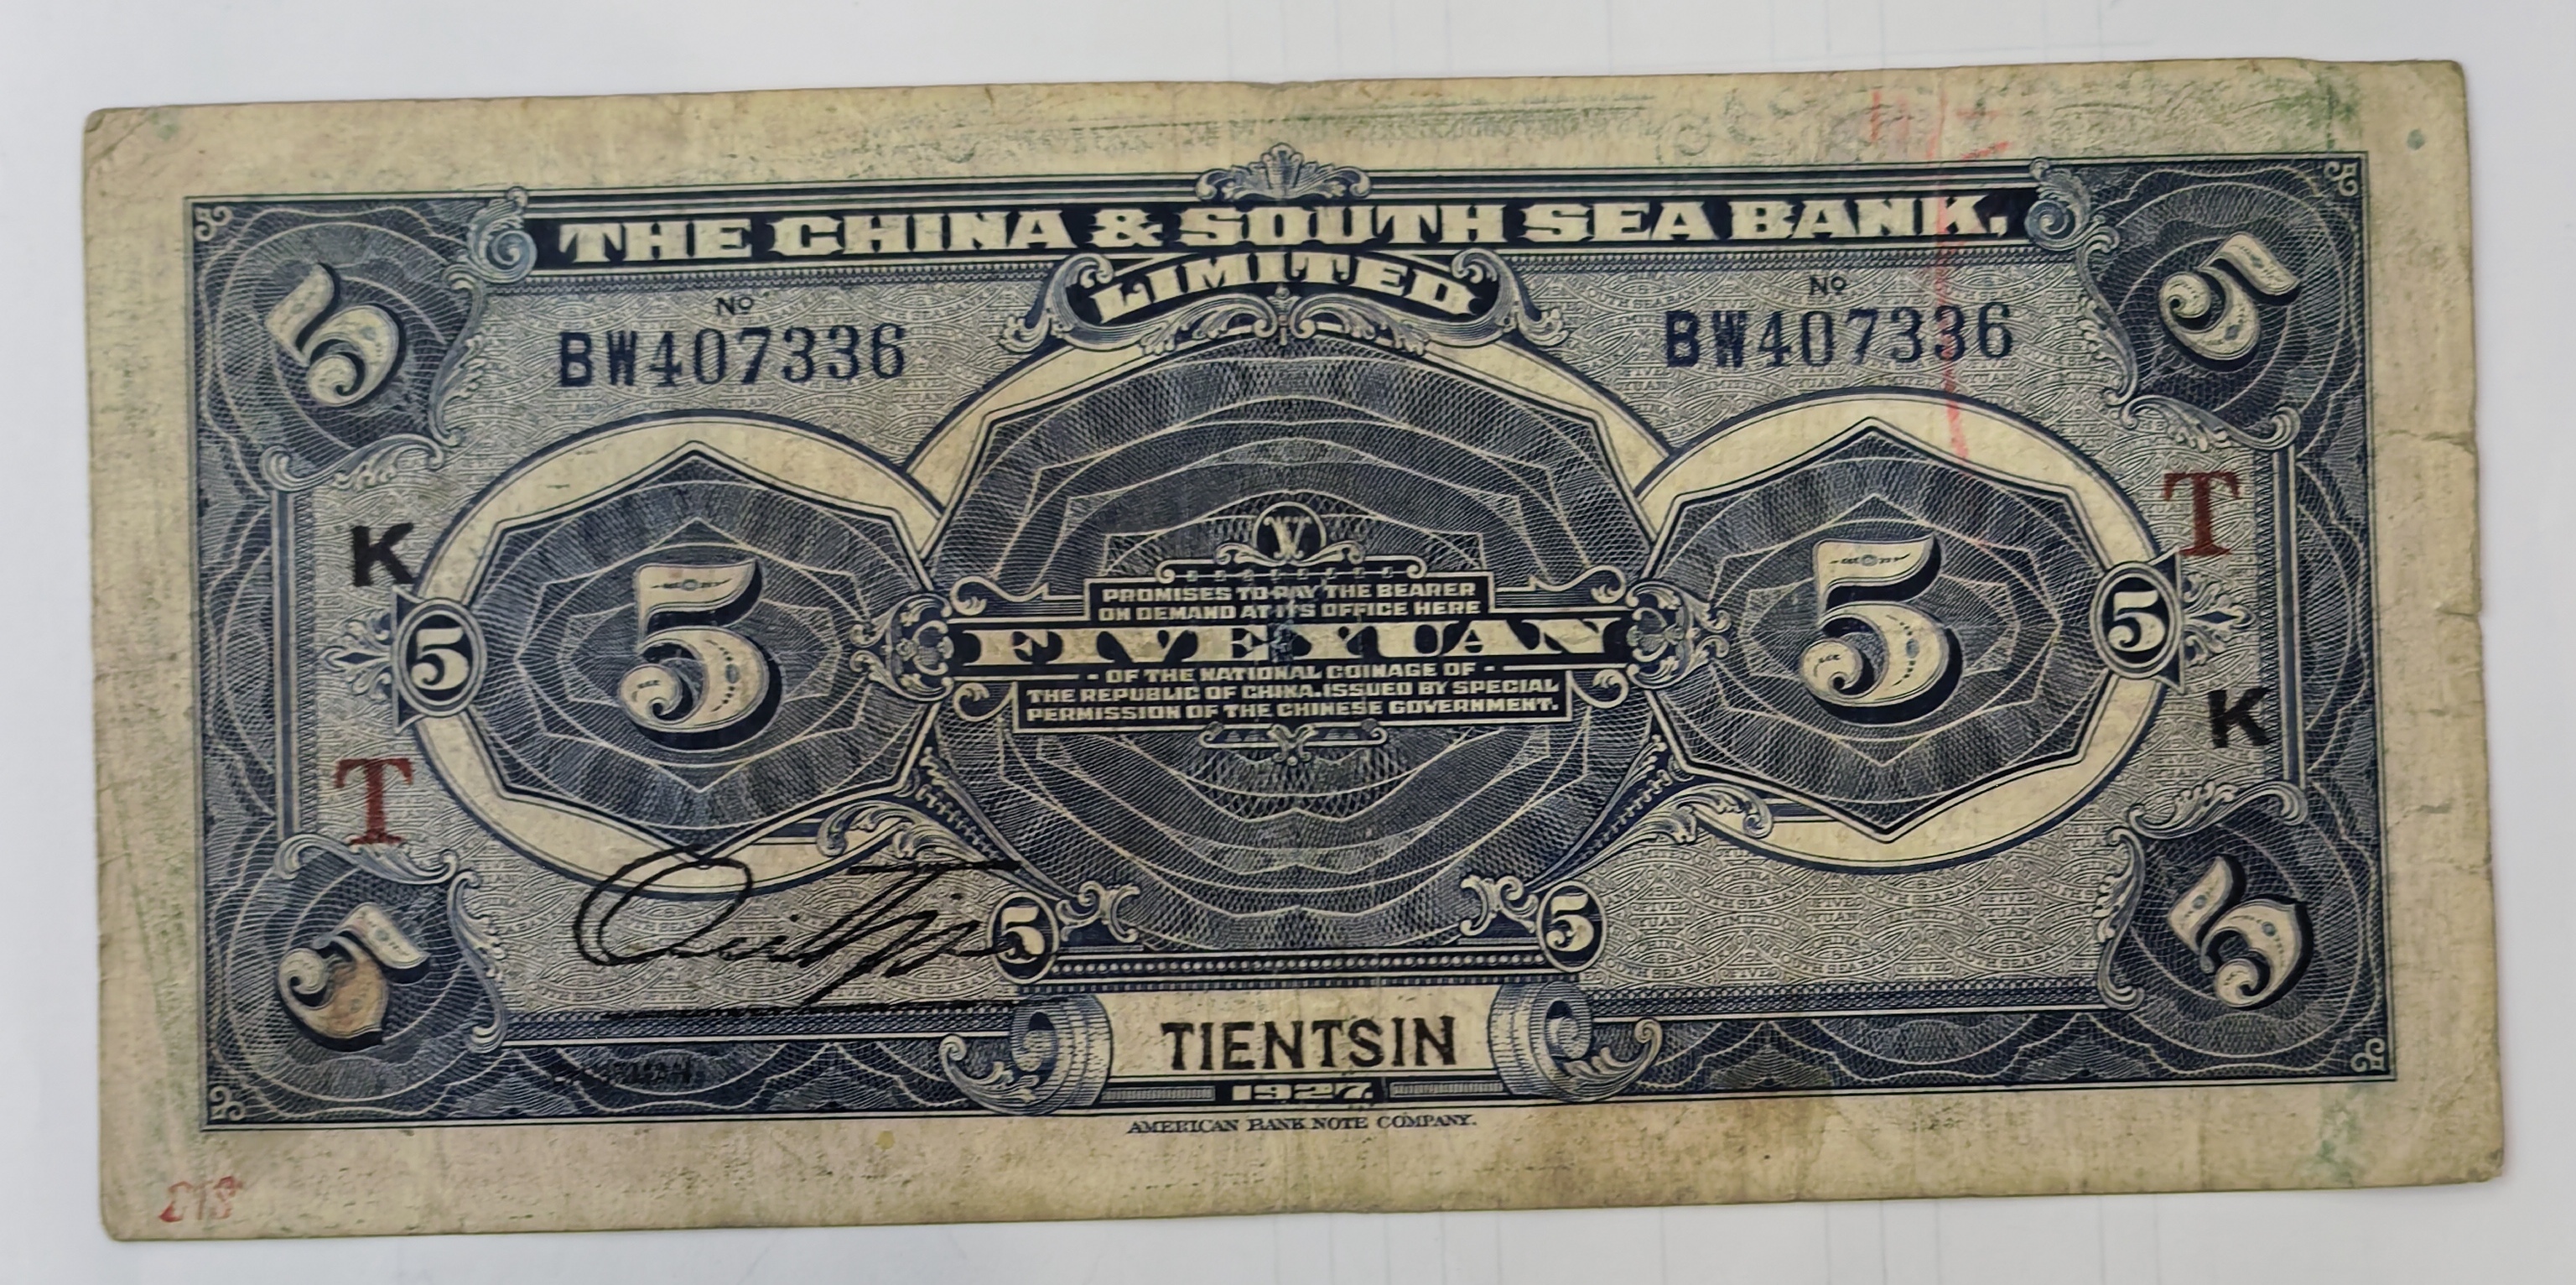 THE CHINA & SOUTH SEA BANK,
LIMITED
5
5
No
BW407336
No
BW407336
K
T
5
5
5
5
PROMISES TO PAY THE BEARER
ON DEMAND AT ITS OFFICE HERE
FIVE YUAN
- OF THE NATIONAL COINAGE OF -
THE REPUBLIC OF CHINA. ISSUED BY SPECIAL
PERMISSION OF THE CHINESE GOVERNMENT.
T
K
5
5
5
5
TIENTSIN
1927.
AMERICAN BANK NOTE COMPANY.